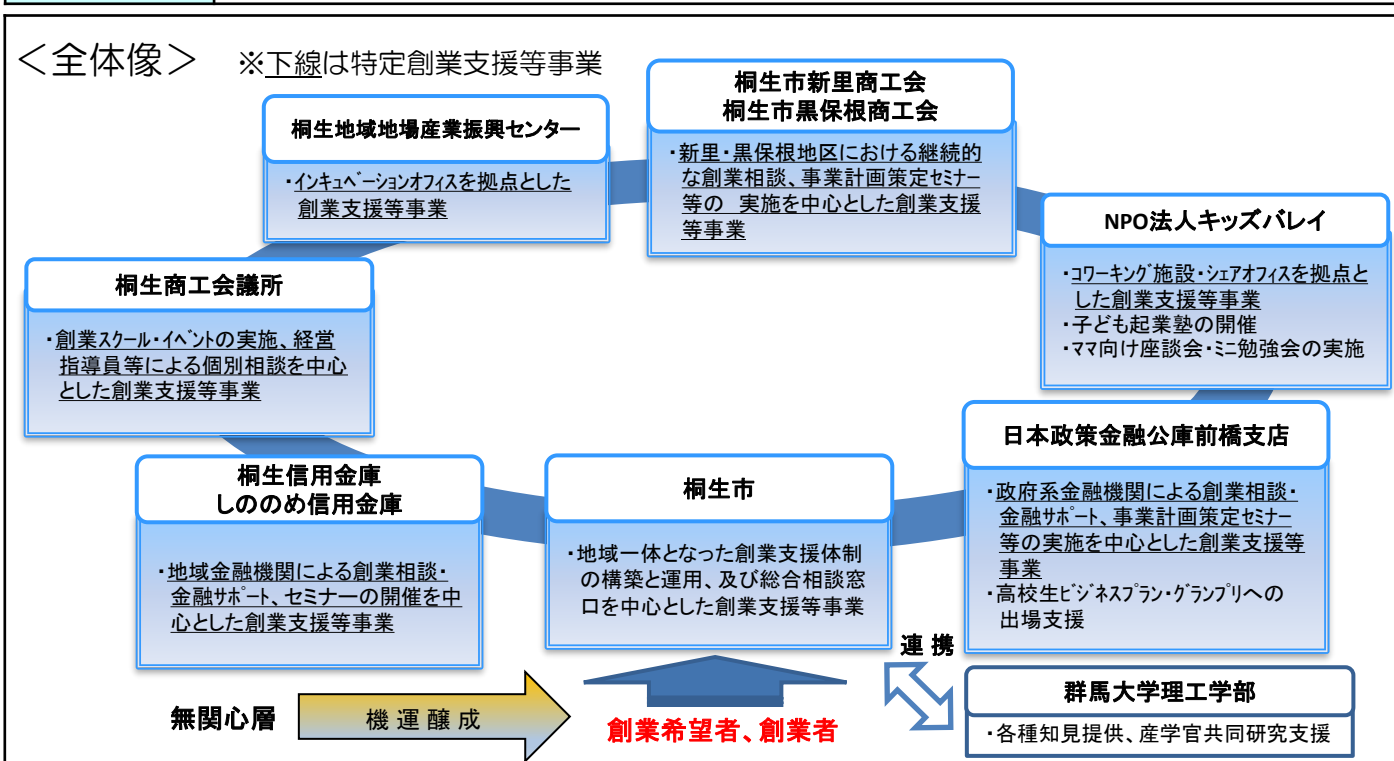 ＜全体像＞　※下線は特定創業支援等事業
桐生地域地場産業振興センター
・インキュベーションオフィスを拠点とした
創業支援等事業
桐生市新里商工会
桐生市黒保根商工会
・新里・黒保根地区における継続的
な創業相談、事業計画策定セミナー
等の　実施を中心とした創業支援
等事業
NPO法人キッズバレイ
・コワーキング施設・シェアオフィスを拠点と
した創業支援等事業
・子ども起業塾の開催
・ママ向け座談会・ミニ勉強会の実施
桐生商工会議所
・創業スクール・イベントの実施、経営
指導員等による個別相談を中心
とした創業支援等事業
桐生信用金庫
しののめ信用金庫
・地域金融機関による創業相談・
金融サポート、セミナーの開催を中
心とした創業支援等事業
桐生市
・地域一体となった創業支援体制
の構築と運用、及び総合相談窓
口を中心とした創業支援等事業
日本政策金融公庫前橋支店
・政府系金融機関による創業相談・
金融サポート、事業計画策定セミナー
等の実施を中心とした創業支援等
事業
・高校生ビジネスプラン・グランプリへの
出場支援
連 携
無関心層
機 運 醸 成
創業希望者、創業者
群馬大学理工学部
・各種知見提供、産学官共同研究支援